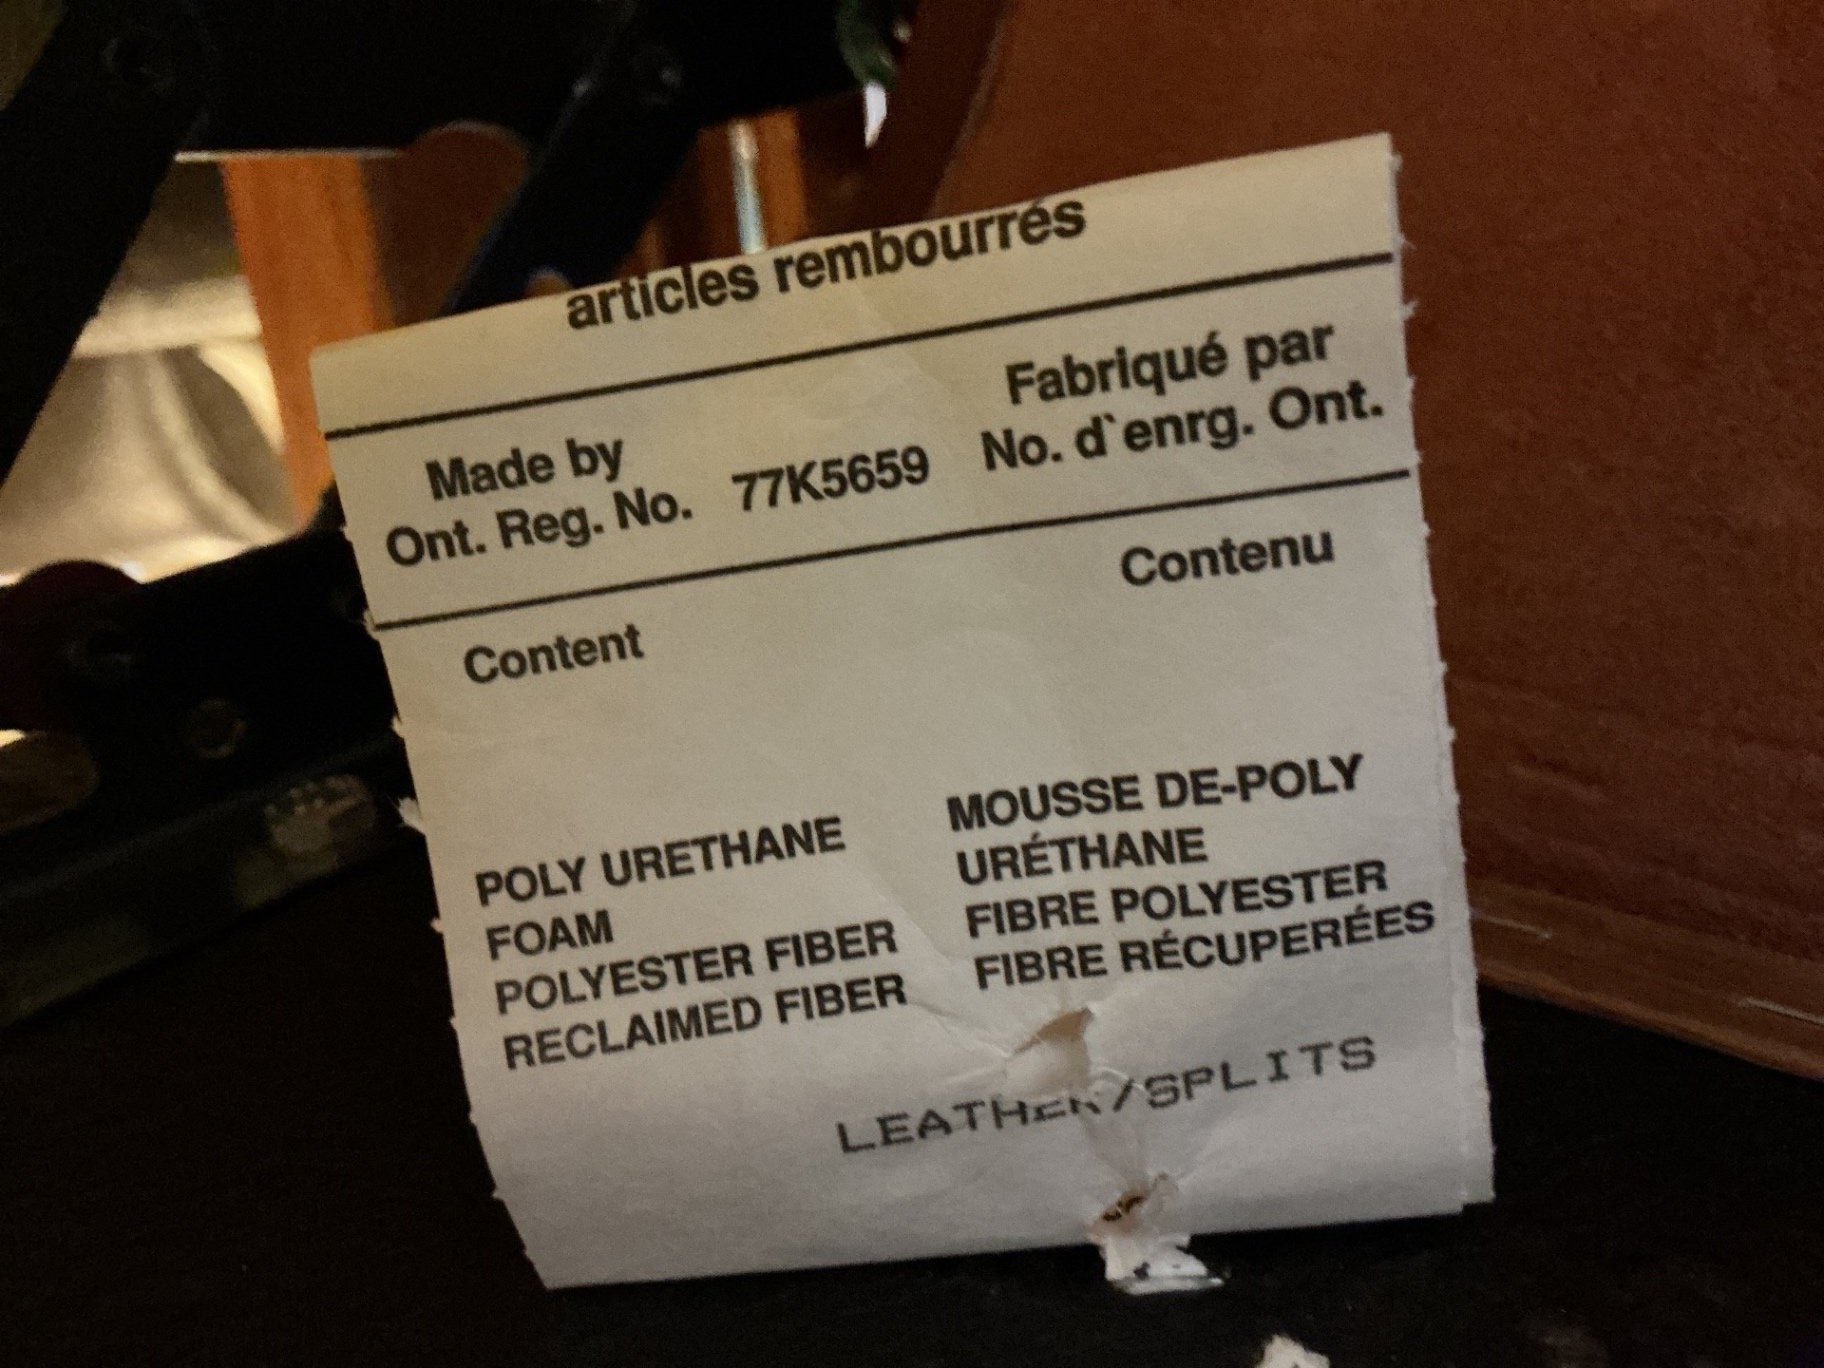 articles rembourrés
Made by
Ont. Reg. No. 77K5659
Fabriqué par
No. d`enrg. Ont.
Content
Contenu
POLY URETHANE
FOAM
POLYESTER FIBER
RECLAIMED FIBER
MOUSSE DE-POLY
URÉTHANE
FIBRE POLYESTER
FIBRE RÉCUPERÉES
LEATHER/SPLITS